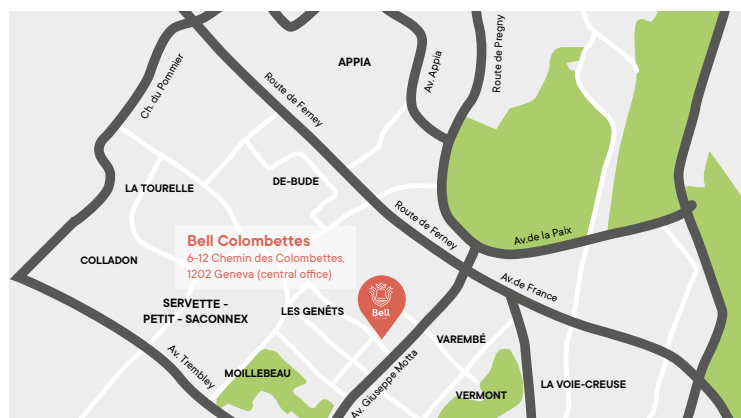 APPIA
Ch. du Pommier
Route de Ferney
Av. Appia
Route de Pregny
LA TOURELLE
DE-BUDE
Route de Ferney
Av.de la Paix
Bell Colombettes
6-12 Chemin des Colombettes,
1202 Geneva (central office)
COLLADON
Av.de France
SERVETTE -
PETIT - SACONNEX
LES GENÊTS
Bell
VAREMBÉ
Av. Trembley
MOILLEBEAU
Av. Giuseppe Motta
VERMONT
LA VOIE-CREUSE